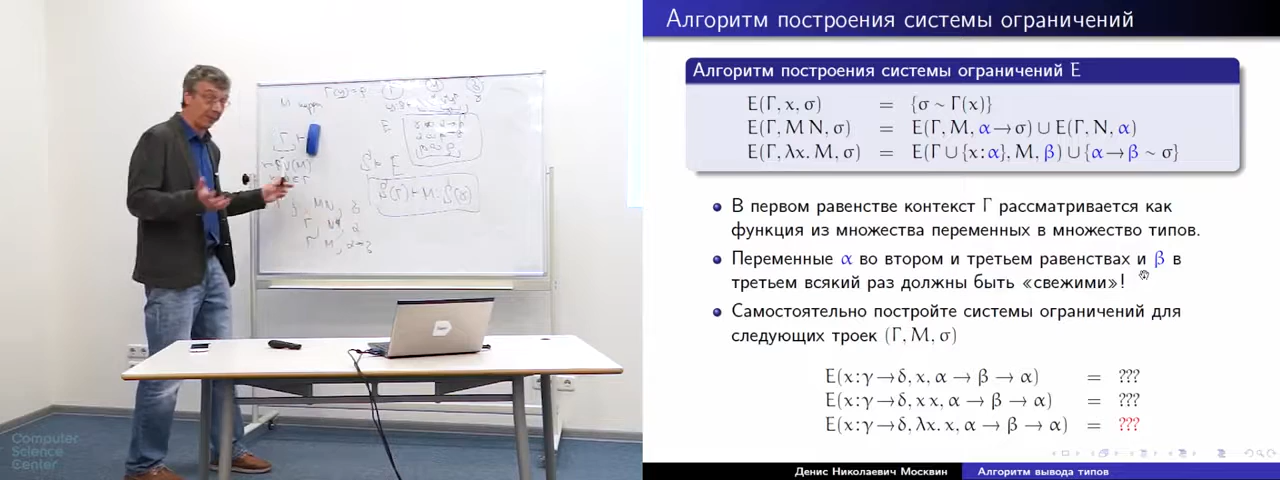 Алгоритм построения системы ограничений
Алгоритм построения системы ограничений E
E(Γ, x, σ) = {σ ∼ Γ(x)}
E(Γ, M N, σ) = E(Γ, M, α→σ) ∪ E(Γ, N, α)
E(Γ, λx. M, σ) = E(Γ ∪ {x:α}, M, β) ∪ {α→β ∼ σ}
В первом равенстве контекст Γ рассматривается как
функция из множества переменных в множество типов.
Переменные α во втором и третьем равенствах и β в
третьем всякий раз должны быть «свежими»!
Самостоятельно постройте системы ограничений для
следующих троек (Γ, M, σ)
E(x:γ→δ, x, α → β → α) = ???
E(x:γ→δ, x x, α → β → α) = ???
E(x:γ→δ, λx. x, α → β → α) = ???
Денис Николаевич Москвин Алгоритм вывода типов
Computer
Science
Center